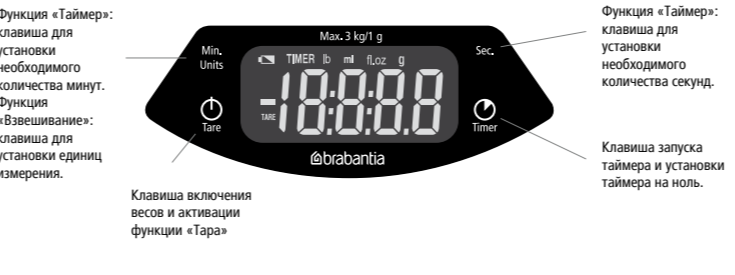 Функция «Таймер»:
клавиша для
установки
необходимого
количества минут.
Функция
«Взвешивание»:
клавиша для
установки единиц
измерения.
Max. 3 kg/1 g
Min.
Units
TIMER lb ml fl.oz g
Sec.
TARE
-18:8:8.8
Tare
Timer
brabantia
Клавиша включения
весов и активации
функции «Тара»
Функция «Таймер»:
клавиша для
установки
необходимого
количества секунд.
Клавиша запуска
таймера и установки
таймера на ноль.